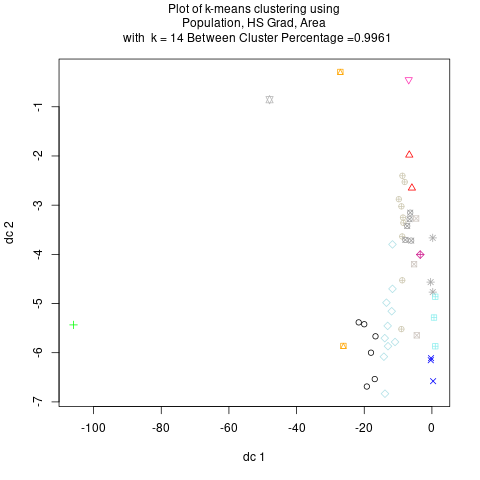 Plot of k-means clustering using
Population, HS Grad, Area
with k = 14 Between Cluster Percentage =0.9961
-1
-2
-3
-4
-5
-6
-7
dc 2
-100
-80
-60
-40
-20
0
dc 1